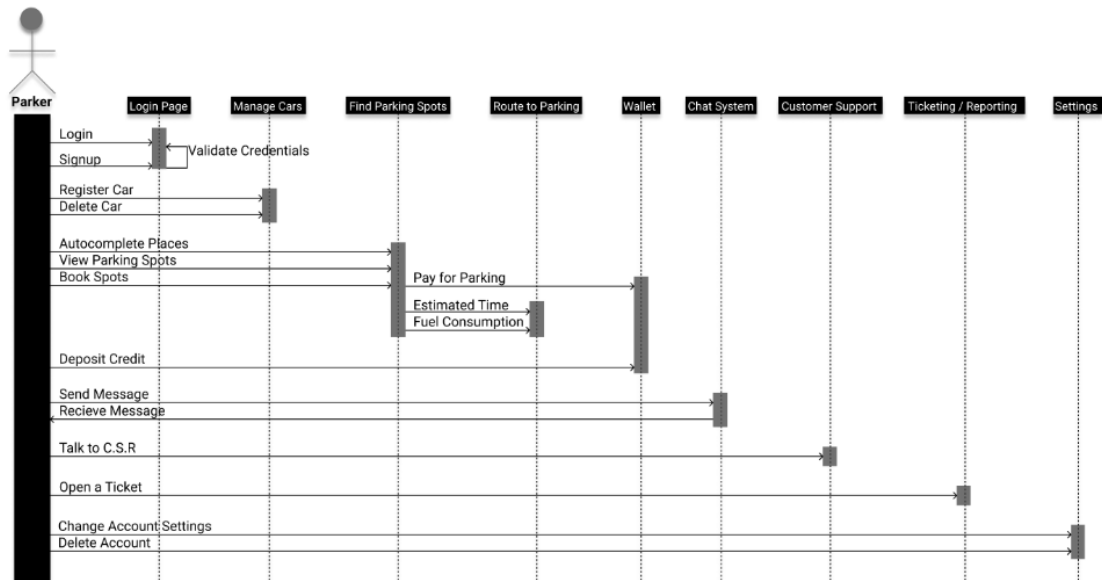 Parker
Login Page
Manage Cars
Find Parking Spots
Route to Parking
Wallet
Chat System
Customer Support
Ticketing / Reporting
Settings
Login
Validate Credentials
Signup
Register Car
Delete Car
Autocomplete Places
View Parking Spots
Book Spots
Pay for Parking
Estimated Time
Fuel Consumption
Deposit Credit
Send Message
Recieve Message
Talk to C.S.R
Open a Ticket
Change Account Settings
Delete Account